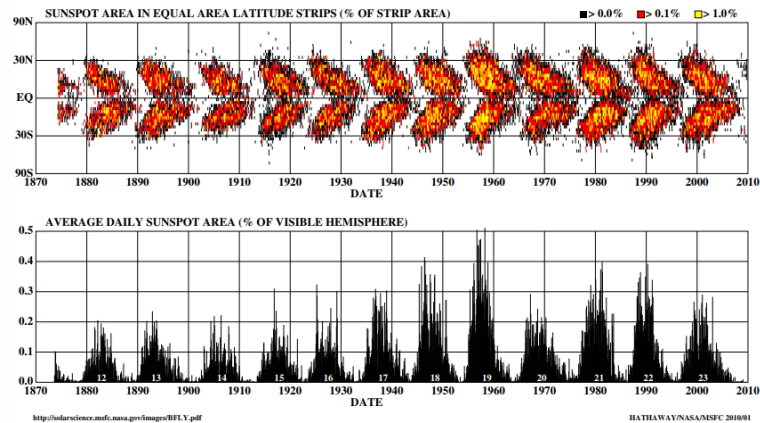 SUNSPOT AREA IN EQUAL AREA LATITUDE STRIPS (% OF STRIP AREA) > 0.0% > 0.1% > 1.0%
90N
30N
EQ
30S
90S
1870 1880 1890 1900 1910 1920 1930 1940 1950 1960 1970 1980 1990 2000 2010
DATE
AVERAGE DAILY SUNSPOT AREA (% OF VISIBLE HEMISPHERE)
0.5
0.4
0.3
0.2
0.1
0.0
12 13 14 15 16 17 18 19 20 21 22 23
1870 1880 1890 1900 1910 1920 1930 1940 1950 1960 1970 1980 1990 2000 2010
DATE
http://solarscience.msfc.nasa.gov/images/BFLY.pdf HATHAWAY/NASA/MSFC 2010/01